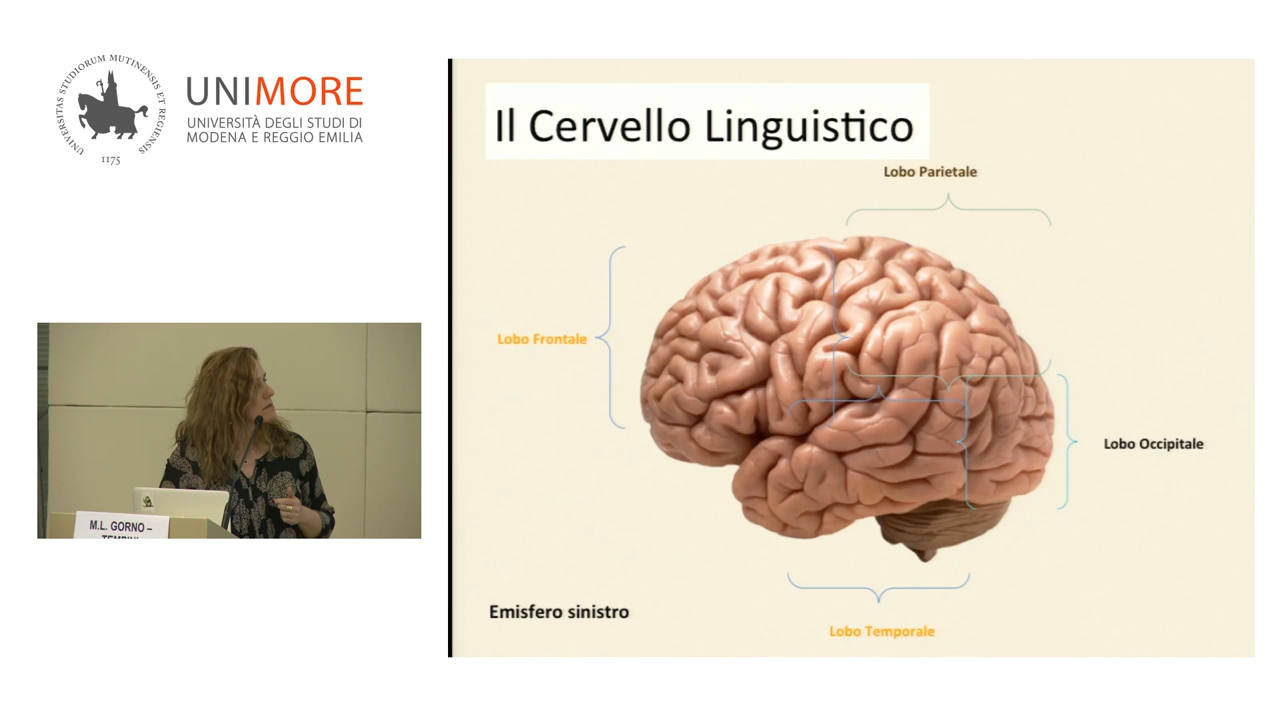 UNIVERSITAS STUDIORUM MUTINENSIS ET REGIENSIS
1175
UNIMORE
UNIVERSITÀ DEGLI STUDI DI
MODENA E REGGIO EMILIA
Il Cervello Linguistico
Lobo Parietale
Lobo Frontale
Lobo Occipitale
Emisfero sinistro
Lobo Temporale
M.L. GORNO –